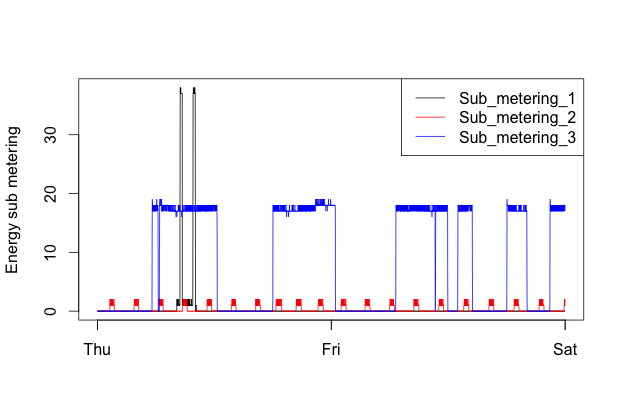 Sub_metering_1
Sub_metering_2
Sub_metering_3
Energy sub metering
30
20
10
0
Thu
Fri
Sat